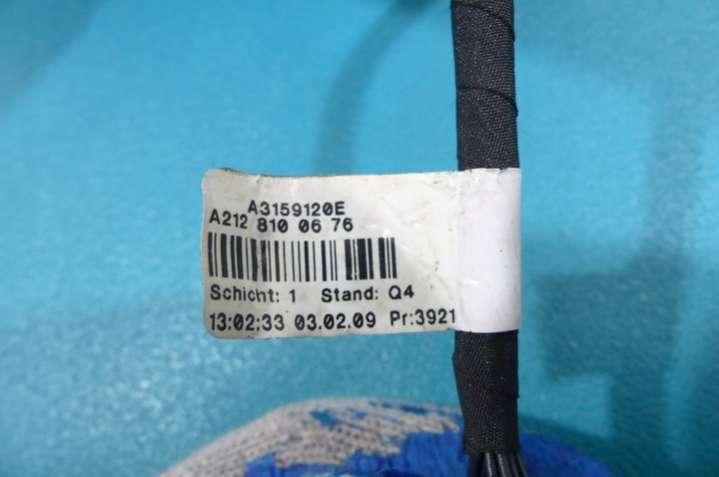 A3159120E
A212 810 06 76
Schicht: 1 Stand: Q4
13:02:33 03.02.09 Pr:3921